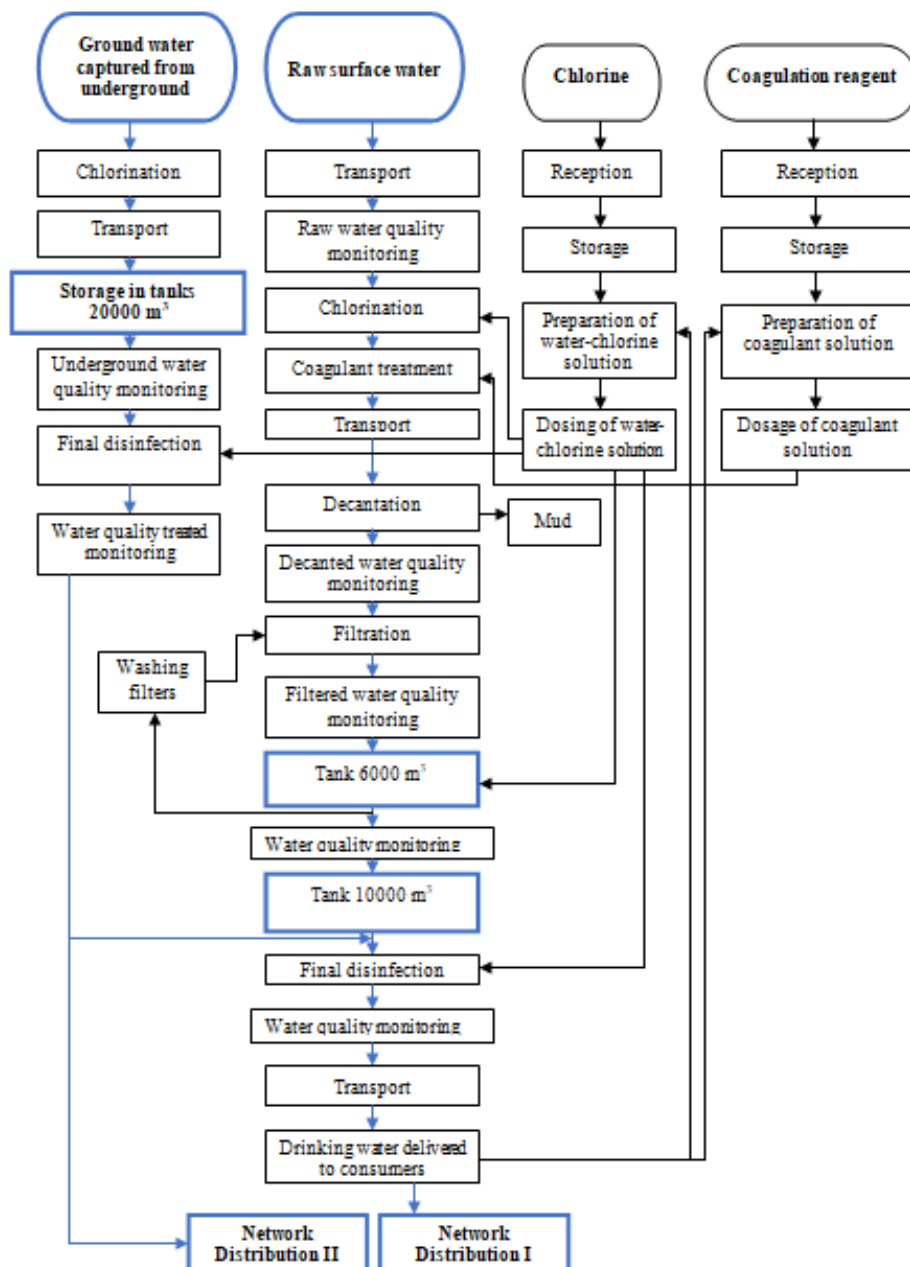 Ground water
captured from
underground
Raw surface water
Chlorine
Coagulation reagent
Chlorination
Transport
Reception
Reception
Transport
Raw water quality
monitoring
Storage
Storage
Storage in tanks
20000 m³
Chlorination
Preparation of
water-chlorine
solution
Preparation of
coagulant solution
Underground water
quality monitoring
Coagulant treatment
Final disinfection
Transport
Dosing of water-
chlorine solution
Dosage of coagulant
solution
Water quality treated
monitoring
Decantation
Mud
Decanted water quality
monitoring
Filtration
Washing
filters
Filtered water quality
monitoring
Tank 6000 m³
Water quality monitoring
Tank 10000 m³
Final disinfection
Water quality monitoring
Transport
Drinking water delivered
to consumers
Network
Distribution II
Network
Distribution I